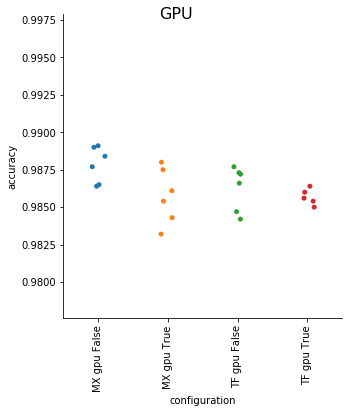 GPU
0.9975
0.9950
0.9925
0.9900
0.9875
0.9850
0.9825
0.9800
accuracy
MX gpu False
MX gpu True
TF gpu False
TF gpu True
configuration